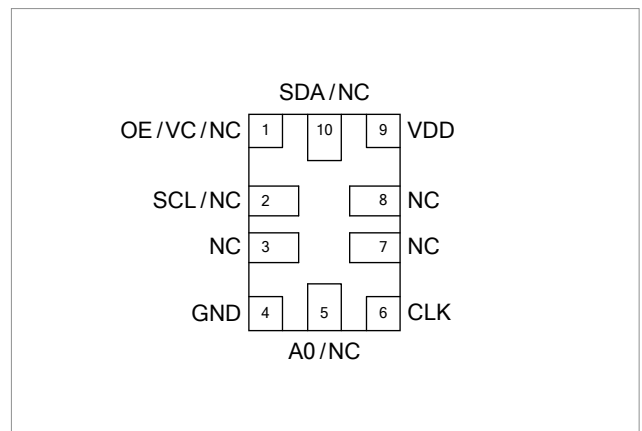 SDA/NC
OE/VC/NC 1 10 9 VDD
SCL/NC 2 8 NC
NC 3 7 NC
GND 4 5 6 CLK
A0/NC